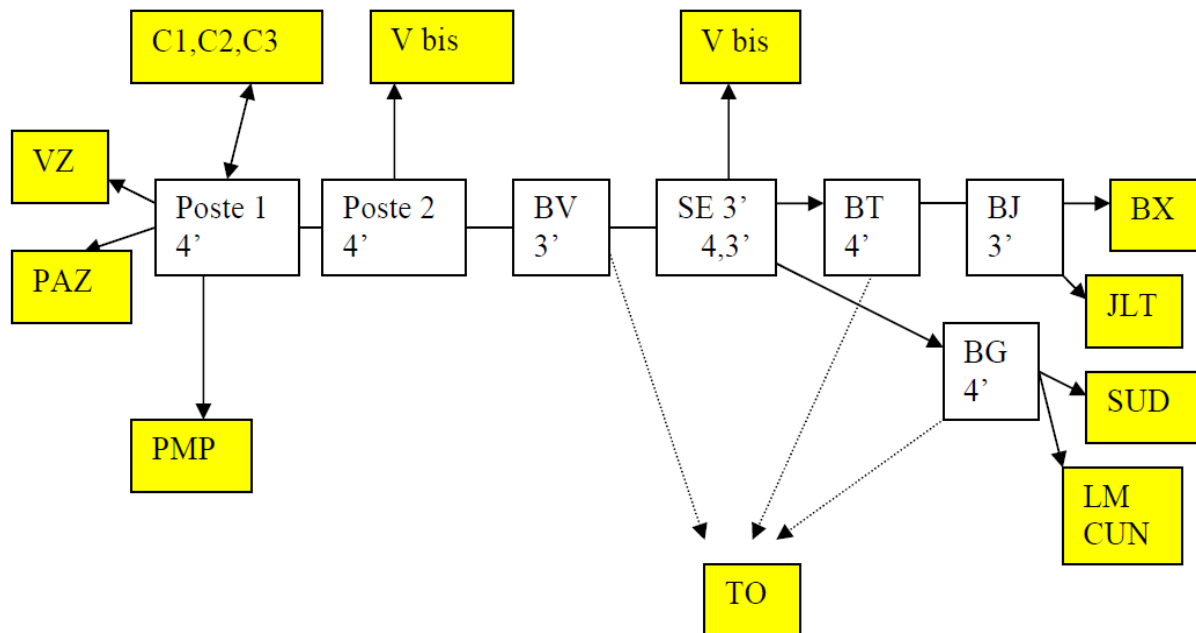 C1,C2,C3
V bis
V bis
VZ
Poste 1
4’
Poste 2
4’
BV
3’
SE 3’
4,3’
BT
4’
BJ
3’
BX
PAZ
JLT
BG
4’
SUD
PMP
LM
CUN
TO